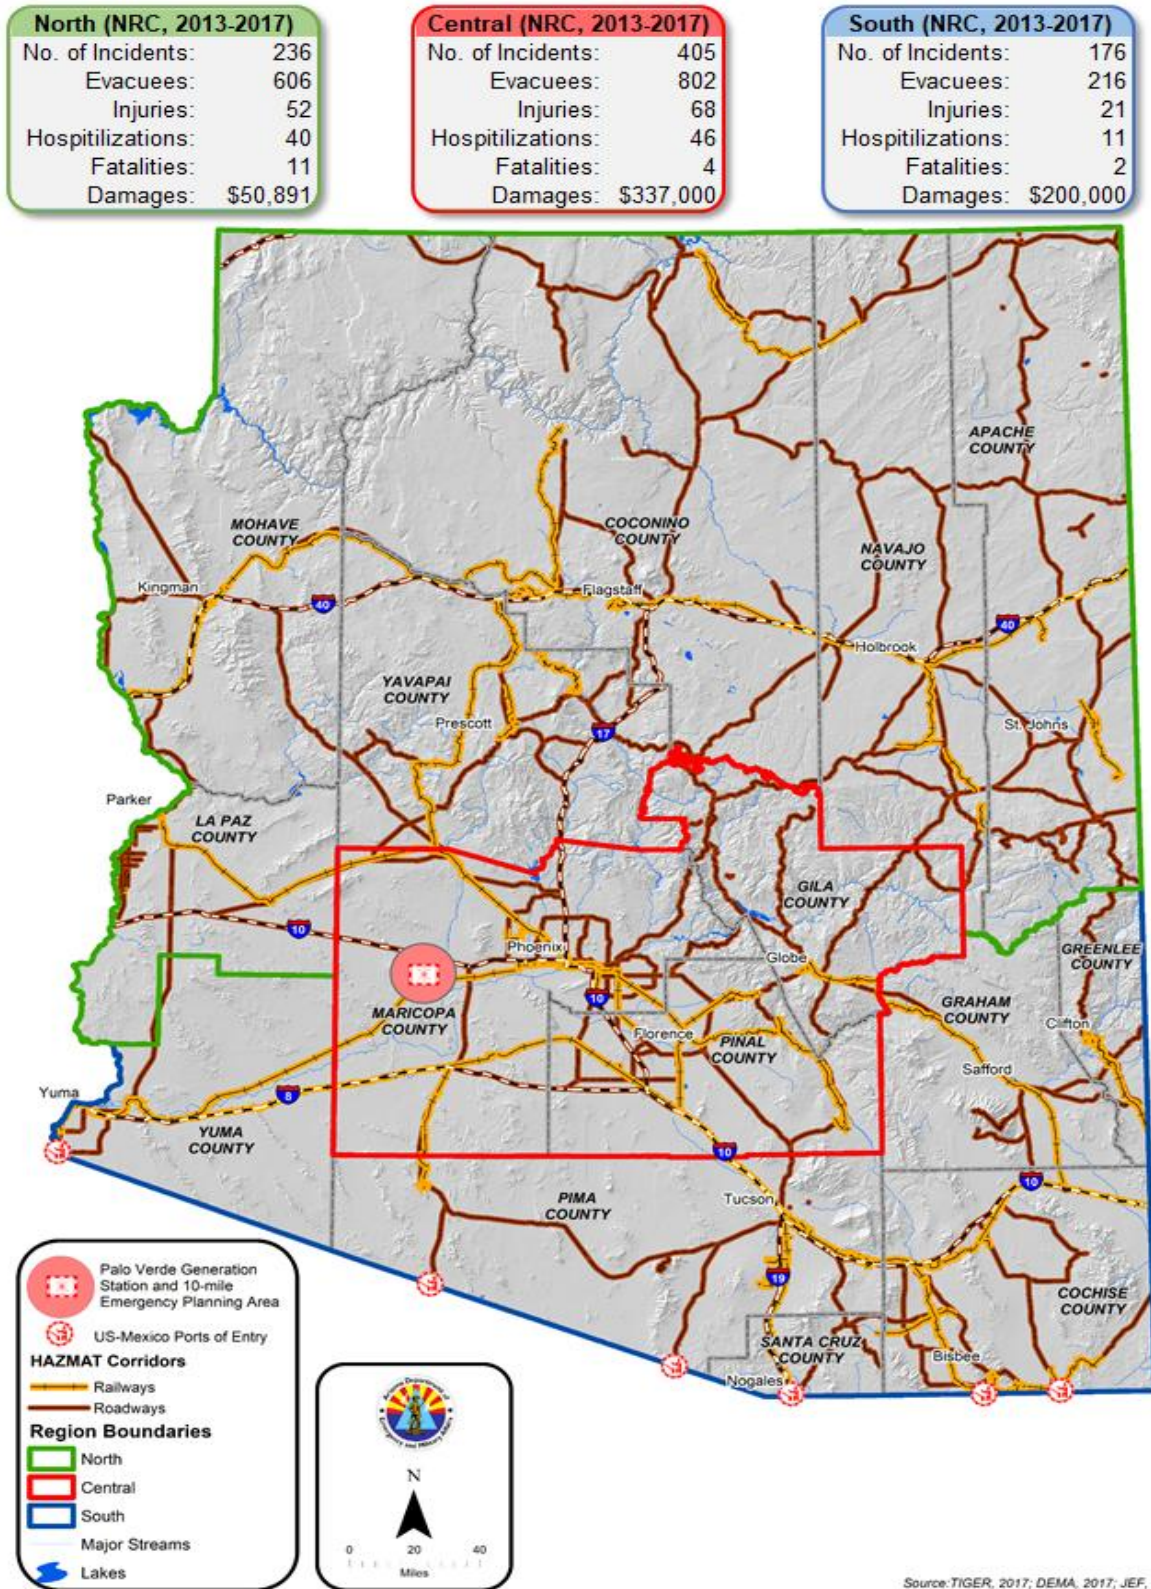 North (NRC, 2013-2017)
No. of Incidents: 236
Evacuees: 606
Injuries: 52
Hospitilizations: 40
Fatalities: 11
Damages: $50,891
Central (NRC, 2013-2017)
No. of Incidents: 405
Evacuees: 802
Injuries: 68
Hospitilizations: 46
Fatalities: 4
Damages: $337,000
South (NRC, 2013-2017)
No. of Incidents: 176
Evacuees: 216
Injuries: 21
Hospitilizations: 11
Fatalities: 2
Damages: $200,000
APACHE
COUNTY
MOHAVE
COUNTY
COCONINO
COUNTY
NAVAJO
COUNTY
Kingman
Flagstaff
40
40
Holbrook
YAVAPAI
COUNTY
Prescott
17
St. Johns
Parker
LA PAZ
COUNTY
GILA
COUNTY
10
Phoenix
Globe
GREENLEE
COUNTY
10
MARICOPA
COUNTY
GRAHAM
COUNTY
Florence
PINAL
COUNTY
Clifton
Safford
Yuma
8
YUMA
COUNTY
10
10
PIMA
COUNTY
Tucson
19
COCHISE
COUNTY
SANTA CRUZ
COUNTY
Bisbee
Nogales
Palo Verde Generation
Station and 10-mile
Emergency Planning Area
US-Mexico Ports of Entry
HAZMAT Corridors
Railways
Roadways
Region Boundaries
North
Central
South
Major Streams
Lakes
Arizona Department of
Emergency and Military Affairs
N
0 20 40
Miles
Source:TIGER, 2017; DEMA, 2017; JEF,